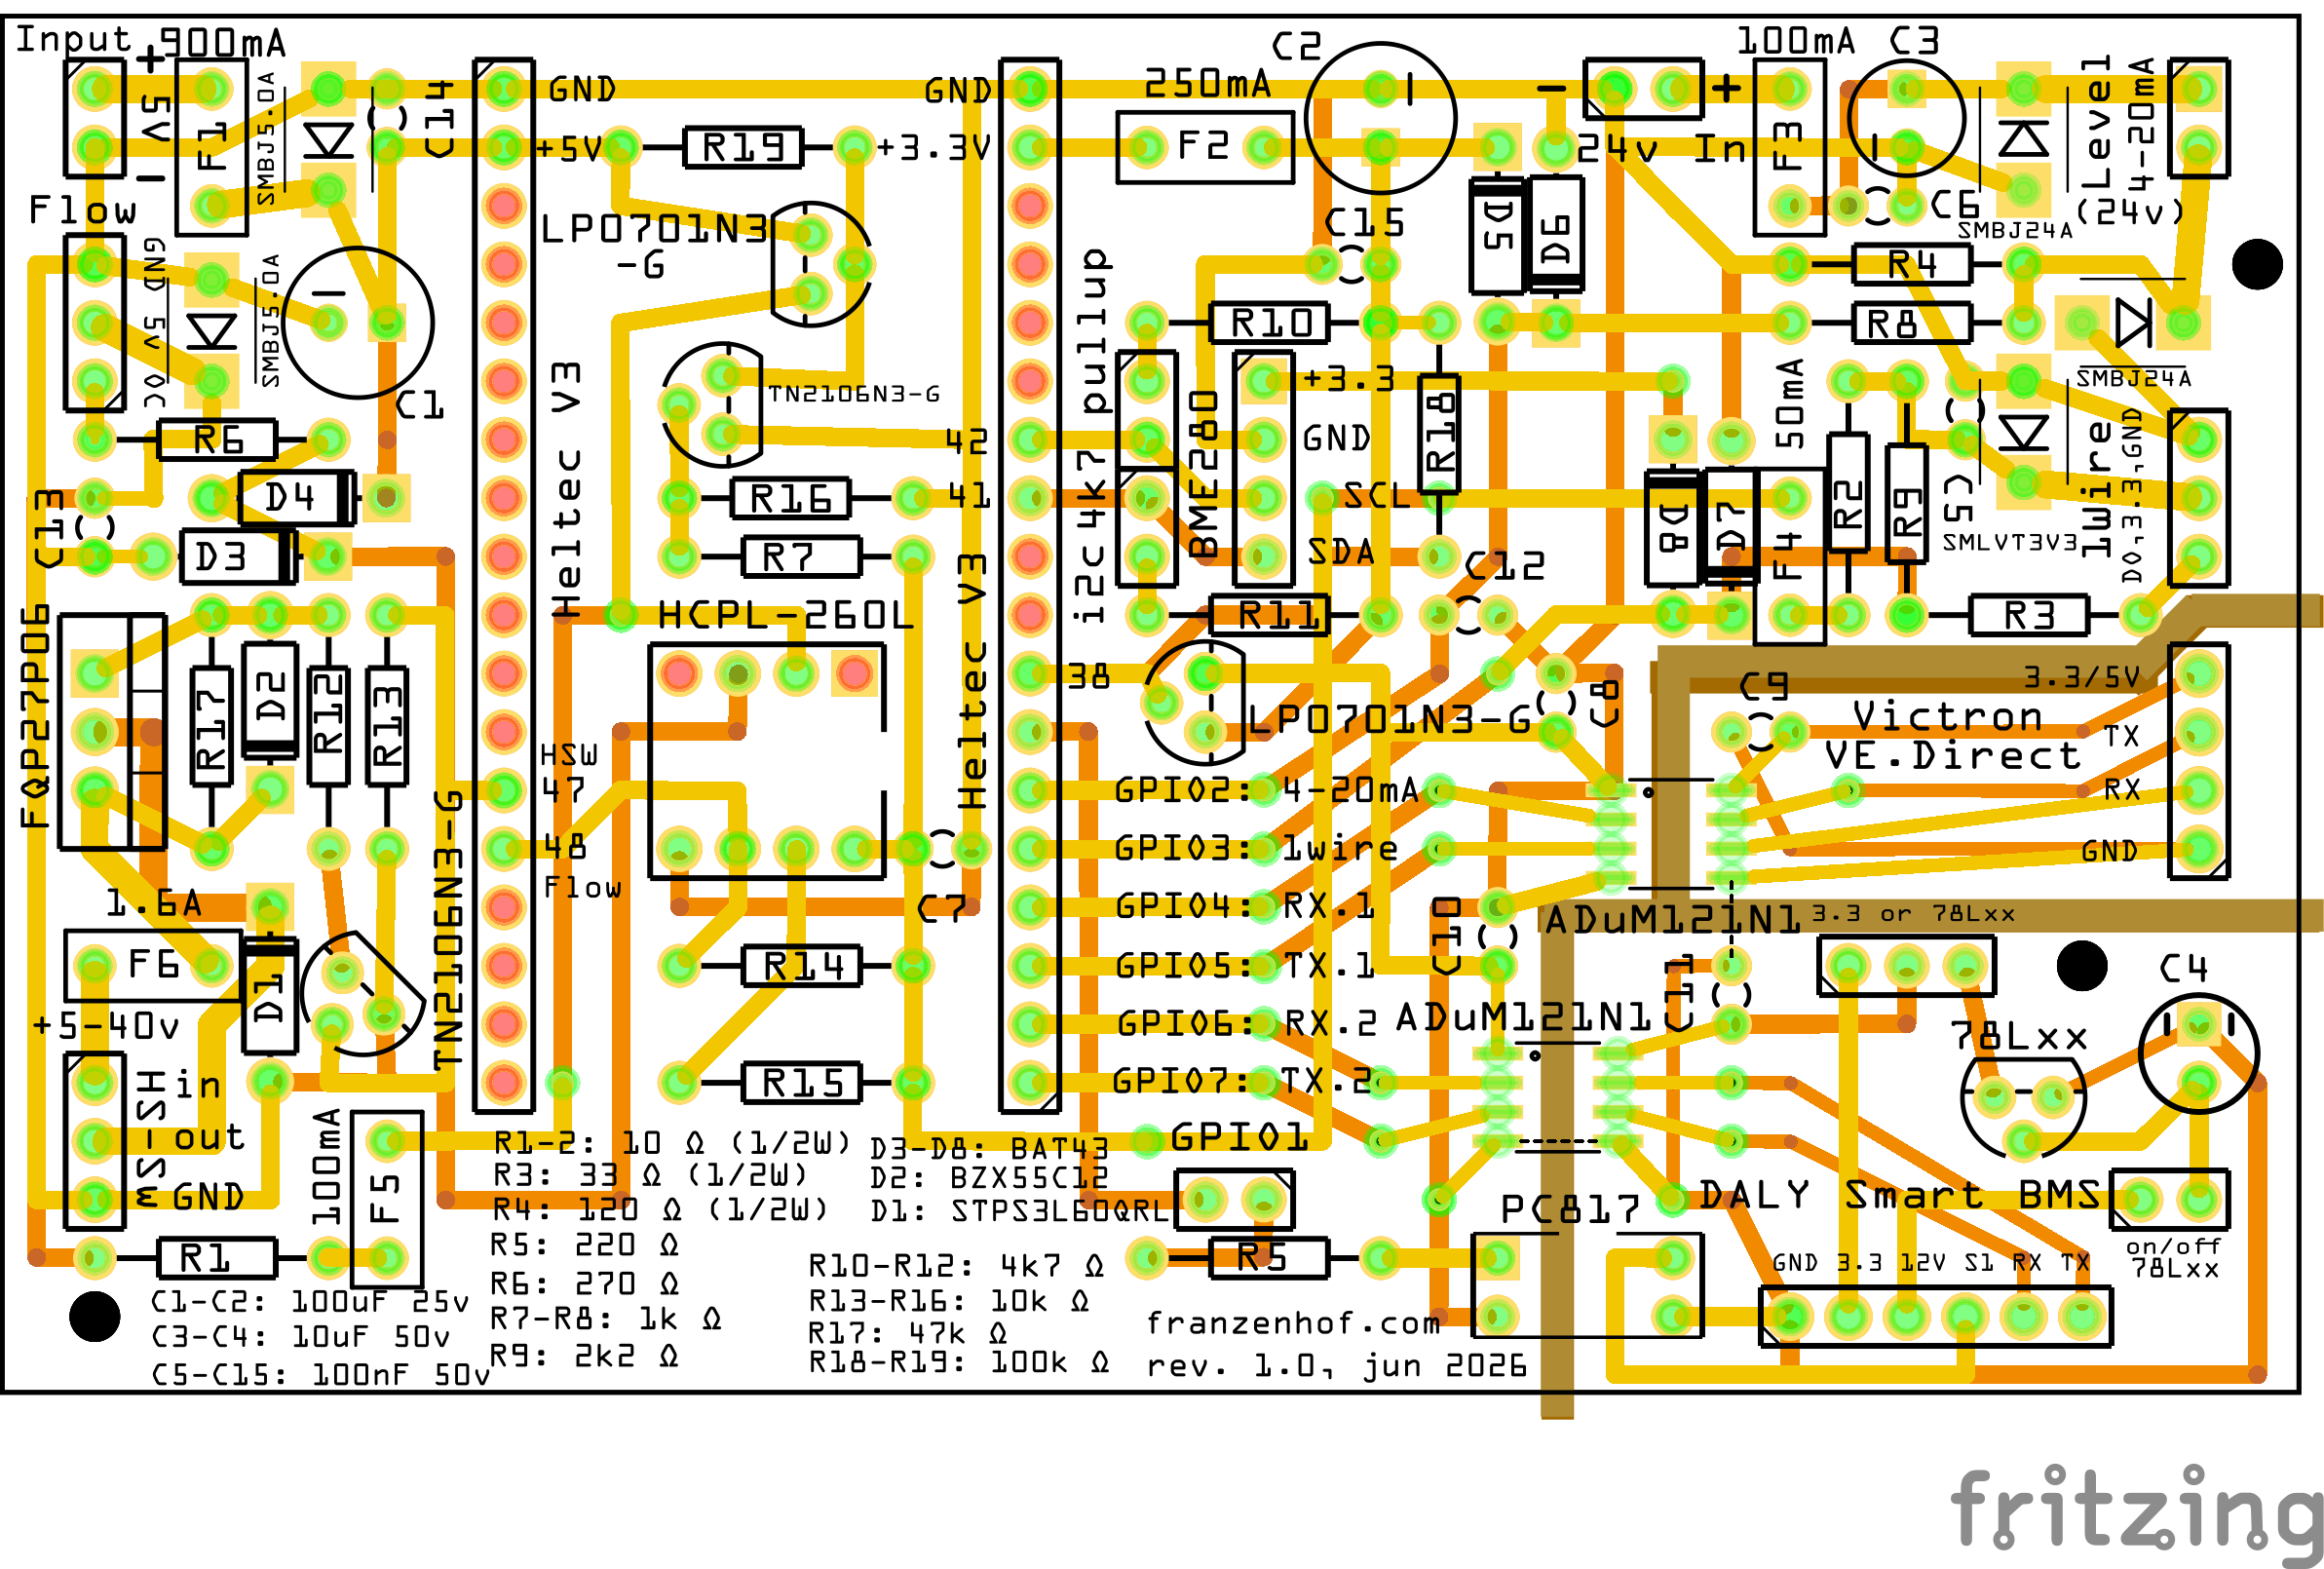 Input
+
900mA
5V
−
F1
SMBJ5.0A
C14
GND
GND
250mA
C2
−
100mA
C3
24v In
+
F3
Level
4-20mA
(24v)
+5V
R19
+3.3V
F2
Flow
GND 5v OC
SMBJ5.0A
C1
LP0701N3
-G
C15
D5
D6
C6
SMBJ24A
R4
R10
R8
Heltec V3
TN2106N3-G
i2c 4k7 pullup
BME280
+3.3
R18
50mA
SMBJ24A
R6
42
GND
1wire
D0,3.3,GND
D4
R16
41
SCL
R2
R9
C5
SMLVT3V3
C13
D3
R7
SDA
C12
D8
D7
F4
FQP27P06
HCPL-260L
Heltec V3
R11
R3
R17
D2
R12
R13
38
LP0701N3-G
C8
C9
3.3/5V
Victron
TX
VE.Direct
RX
GND
HSW
47
48
Flow
GPIO2: 4-20mA
GPIO3: 1wire
GPIO4: RX.1
GPIO5: TX.1
GPIO6: RX.2
GPIO7: TX.2
GPIO1
1.6A
F6
D1
TN2106N3-G
C7
C10
ADuM121N1
3.3 or 78Lxx
R14
C11
C4
+5-40v
ADuM121N1
78Lxx
HSW
in
out
GND
R15
100mA
F5
R1
R1-2: 10 Ω (1/2W)
R3: 33 Ω (1/2W)
R4: 120 Ω (1/2W)
R5: 220 Ω
R6: 270 Ω
R7-R8: 1k Ω
R9: 2k2 Ω
D3-D8: BAT43
D2: BZX55C12
D1: STPS3L60QRL
R10-R12: 4k7 Ω
R13-R16: 10k Ω
R17: 47k Ω
R18-R19: 100k Ω
R5
PC817
DALY Smart BMS
GND 3.3 12V S1 RX TX
on/off
78Lxx
C1-C2: 100uF 25v
C3-C4: 10uF 50v
C5-C15: 100nF 50v
franzenhof.com
rev. 1.0, jun 2026
fritzing